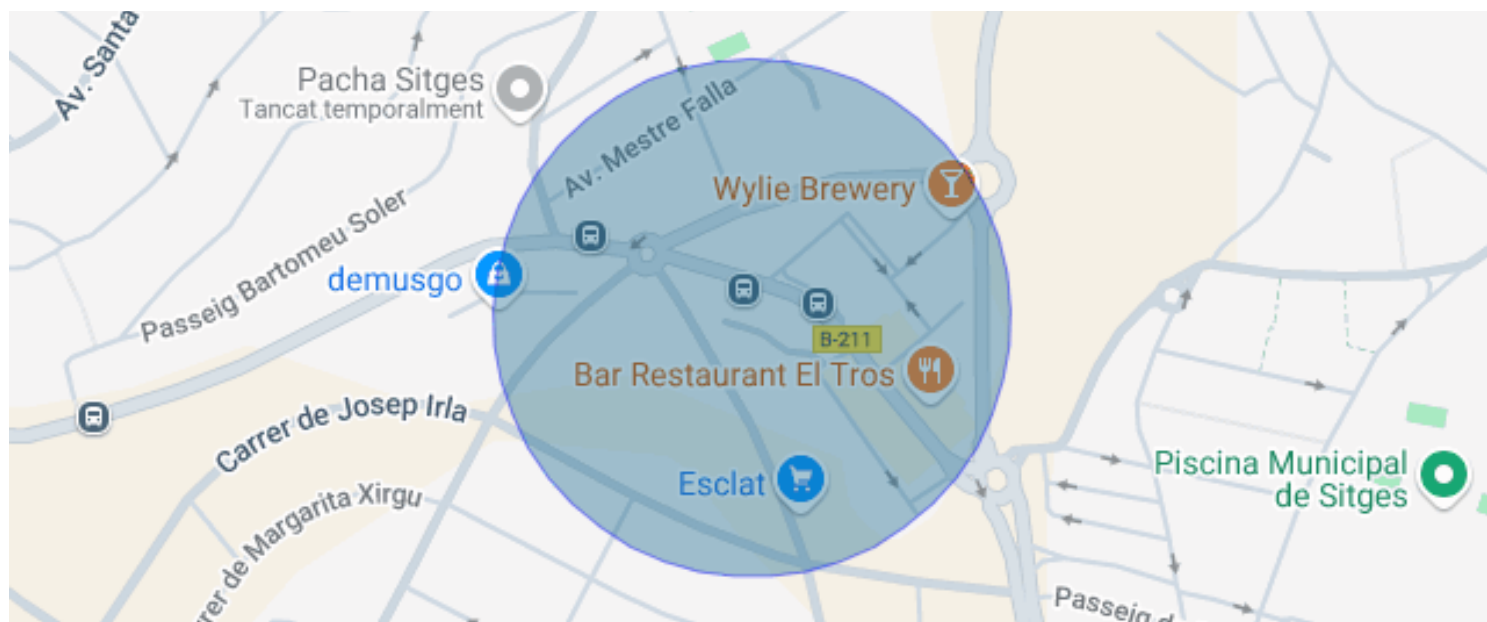 Av. Santa
Pacha Sitges
Tancat temporalment
Av. Mestre Falla
Wylie Brewery
Passeig Bartomeu Soler
demusgo
B-211
Bar Restaurant El Tros
Carrer de Josep Irla
Esclat
Piscina Municipal
de Sitges
rer de Margarita Xirgu
Passeig d